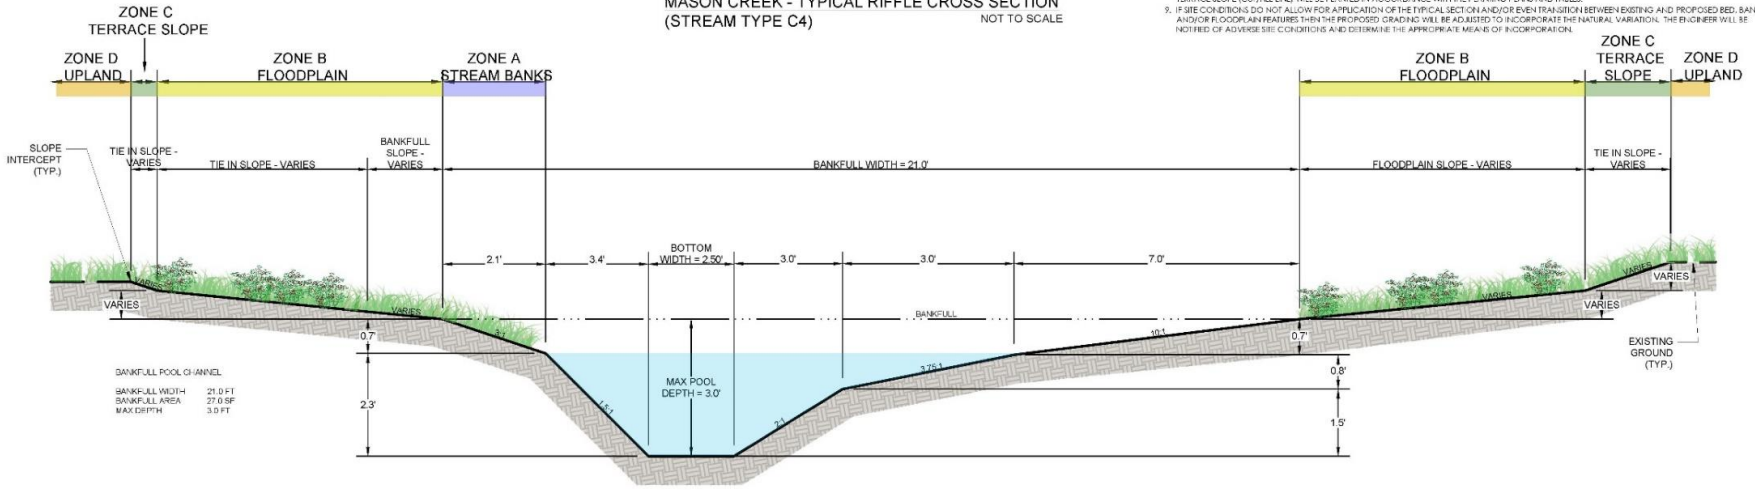 MASON CREEK - TYPICAL RIFFLE CROSS SECTION
(STREAM TYPE C4)
NOT TO SCALE
9. IF SITE CONDITIONS DO NOT ALLOW FOR APPLICATION OF THE TYPICAL SECTION AND/OR EVEN TRANSITION BETWEEN EXISTING AND PROPOSED BED, BAN
AND/OR FLOODPLAIN FEATURES THEN THE PROPOSED GRADING WILL BE ADJUSTED TO INCORPORATE THE NATURAL VARIATION. THE ENGINEER WILL BE
NOTIFIED OF ADVERSE SITE CONDITIONS AND DETERMINE THE APPROPRIATE MEANS OF INCORPORATION.
ZONE C
TERRACE SLOPE
ZONE D
UPLAND
ZONE B
FLOODPLAIN
ZONE A
STREAM BANKS
ZONE B
FLOODPLAIN
ZONE C
TERRACE
SLOPE
ZONE D
UPLAND
SLOPE
INTERCEPT
(TYP.)
TIE IN SLOPE -
VARIES
TIE IN SLOPE - VARIES
BANKFULL
SLOPE -
VARIES
BANKFULL WIDTH = 21.0'
FLOODPLAIN SLOPE - VARIES
TIE IN SLOPE -
VARIES
2.1'
3.4'
BOTTOM
WIDTH = 2.50'
3.0'
3.0'
7.0'
VARIES
VARIES
VARIES
3:1
BANKFULL
10:1
VARIES
VARIES
VARIES
VARIES
0.7'
0.7'
2.3'
1.5:1
MAX POOL
DEPTH = 3.0'
2:1
3.75:1
0.8'
1.5'
EXISTING
GROUND
(TYP.)
BANKFULL POOL CHANNEL
BANKFULL WIDTH 21.0 FT
BANKFULL AREA 27.0 SF
MAX DEPTH 3.0 FT